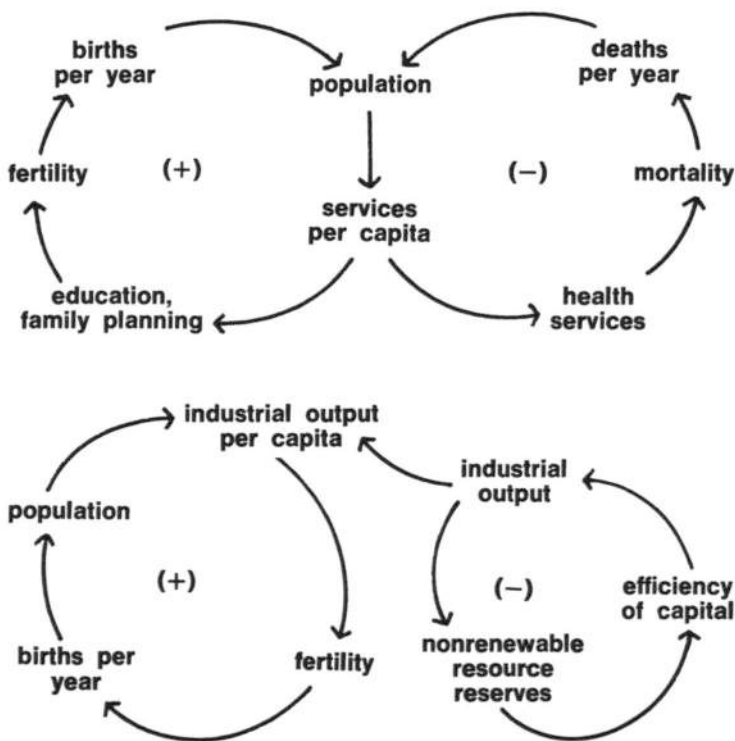 births
per year
population
deaths
per year
fertility
(+)
(−)
mortality
services
per capita
education,
family planning
health
services
industrial output
per capita
industrial
output
population
(+)
(−)
efficiency
of capital
births per
year
fertility
nonrenewable
resource
reserves